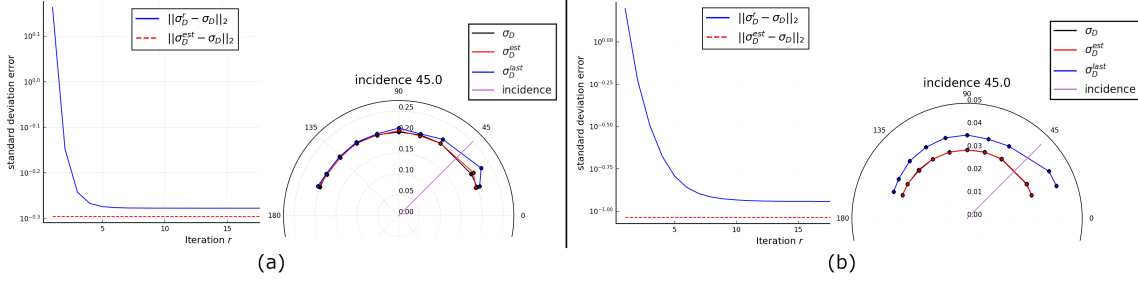 standard deviation error
10^0.1
10^0.0
10^−0.1
10^−0.2
10^−0.3
5
10
15
Iteration r
||σ_D^r − σ_D||_2
||σ_D^est − σ_D||_2
incidence 45.0
90
135
45
180
0
0.25
0.20
0.15
0.10
0.05
0.00
σ_D
σ_D^est
σ_D^last
incidence
(a)
standard deviation error
10^0.00
10^−0.25
10^−0.50
10^−0.75
10^−1.00
5
10
15
Iteration r
||σ_D^r − σ_D||_2
||σ_D^est − σ_D||_2
incidence 45.0
90
135
45
180
0
0.05
0.04
0.03
0.02
0.01
0.00
σ_D
σ_D^est
σ_D^last
incidence
(b)